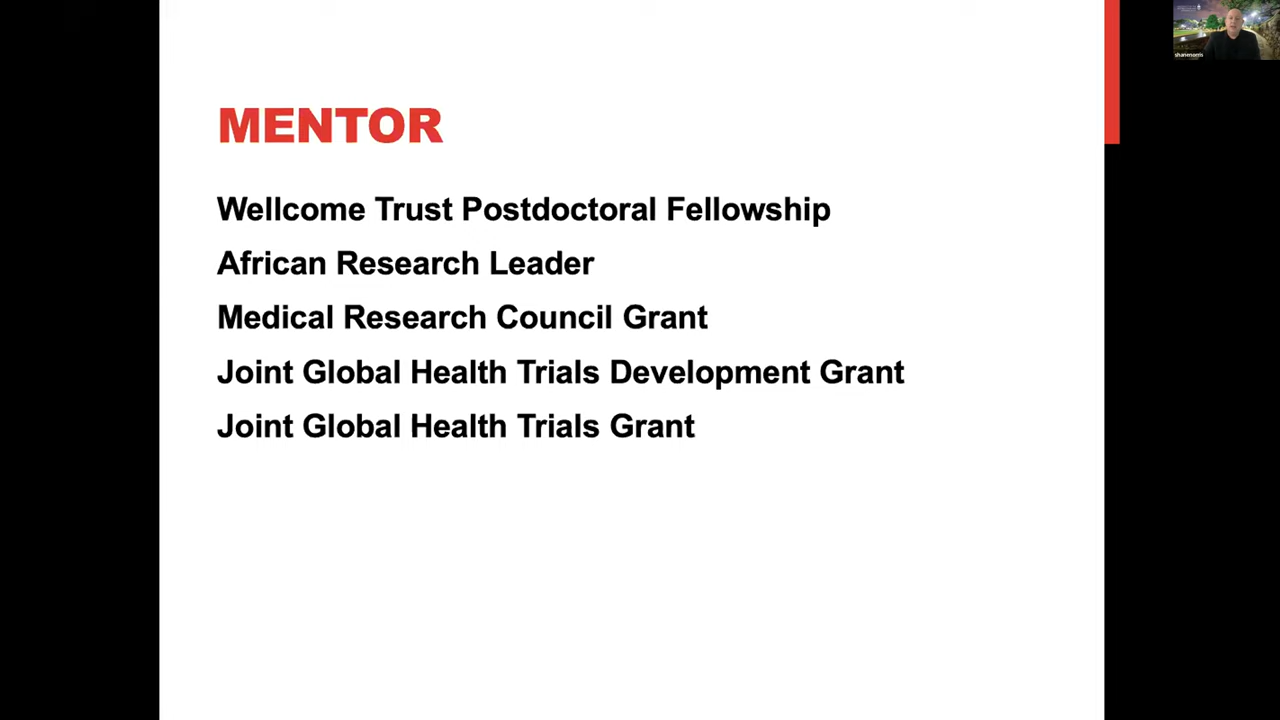 MENTOR
Wellcome Trust Postdoctoral Fellowship
African Research Leader
Medical Research Council Grant
Joint Global Health Trials Development Grant
Joint Global Health Trials Grant
shanenorris